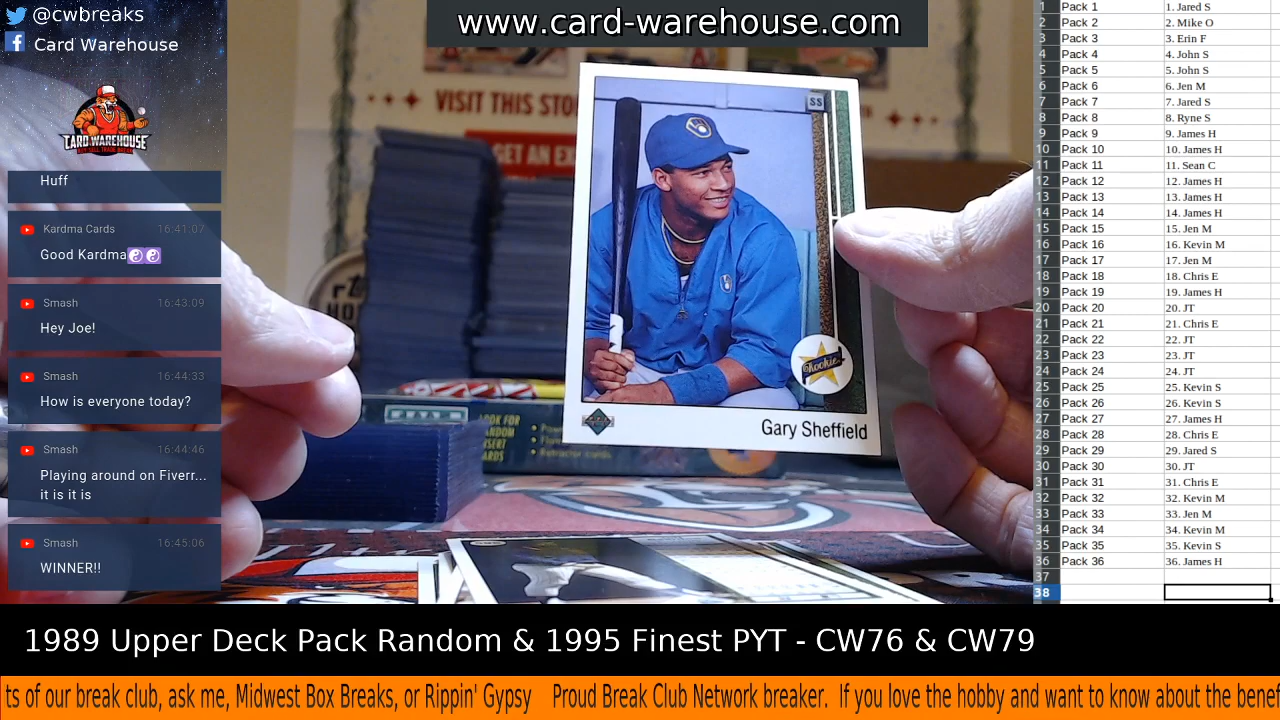 @cwbreaks
Card Warehouse
CARD WAREHOUSE
BUY SELL TRADE BREAK
Huff
Kardma Cards 16:41:07
Good Kardma☯️☯️
Smash 16:43:09
Hey Joe!
Smash 16:44:33
How is everyone today?
Smash 16:44:46
Playing around on Fiverr...
it is it is
Smash 16:45:06
WINNER!!
www.card-warehouse.com
VISIT THIS STO
GET AN EX
SS
Rookie
Gary Sheffield
LOOK FOR
RANDOM
INSERT
CARDS
Refractor cards
1 Pack 1 1. Jared S
2 Pack 2 2. Mike O
3 Pack 3 3. Erin F
4 Pack 4 4. John S
5 Pack 5 5. John S
6 Pack 6 6. Jen M
7 Pack 7 7. Jared S
8 Pack 8 8. Ryne S
9 Pack 9 9. James H
10 Pack 10 10. James H
11 Pack 11 11. Sean C
12 Pack 12 12. James H
13 Pack 13 13. James H
14 Pack 14 14. James H
15 Pack 15 15. Jen M
16 Pack 16 16. Kevin M
17 Pack 17 17. Jen M
18 Pack 18 18. Chris E
19 Pack 19 19. James H
20 Pack 20 20. JT
21 Pack 21 21. Chris E
22 Pack 22 22. JT
23 Pack 23 23. JT
24 Pack 24 24. JT
25 Pack 25 25. Kevin S
26 Pack 26 26. Kevin S
27 Pack 27 27. James H
28 Pack 28 28. Chris E
29 Pack 29 29. Jared S
30 Pack 30 30. JT
31 Pack 31 31. Chris E
32 Pack 32 32. Kevin M
33 Pack 33 33. Jen M
34 Pack 34 34. Kevin M
35 Pack 35 35. Kevin S
36 Pack 36 36. James H
37
38
1989 Upper Deck Pack Random & 1995 Finest PYT - CW76 & CW79
ts of our break club, ask me, Midwest Box Breaks, or Rippin' Gypsy Proud Break Club Network breaker. If you love the hobby and want to know about the benef